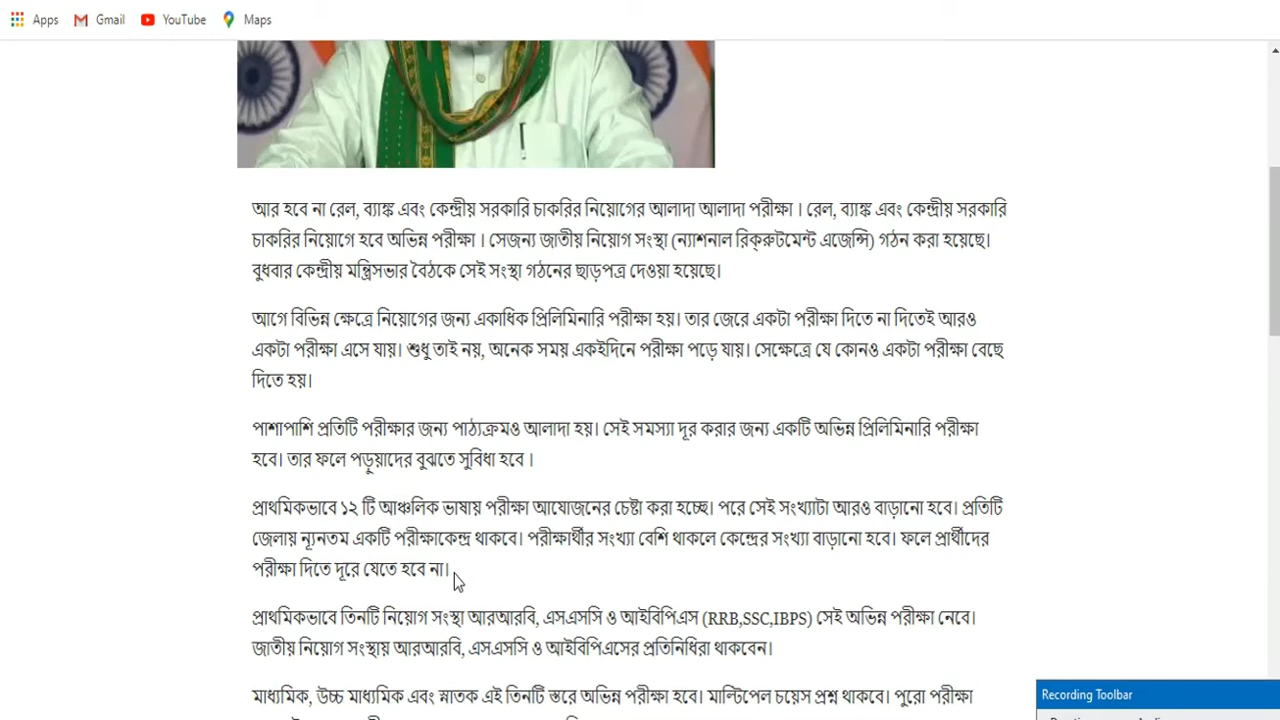 Apps Gmail YouTube Maps
আর হবে না রেল, ব্যাঙ্ক এবং কেন্দ্রীয় সরকারি চাকরির নিয়োগের আলাদা আলাদা পরীক্ষা। রেল, ব্যাঙ্ক এবং কেন্দ্রীয় সরকারি
চাকরির নিয়োগে হবে অভিন্ন পরীক্ষা। সেজন্য জাতীয় নিয়োগ সংস্থা (ন্যাশনাল রিক্রুটমেন্ট এজেন্সি) গঠন করা হয়েছে।
বুধবার কেন্দ্রীয় মন্ত্রিসভার বৈঠকে সেই সংস্থা গঠনের ছাড়পত্র দেওয়া হয়েছে।
আগে বিভিন্ন ক্ষেত্রে নিয়োগের জন্য একাধিক প্রিলিমিনারি পরীক্ষা হয়। তার জেরে একটা পরীক্ষা দিতে না দিতেই আরও
একটা পরীক্ষা এসে যায়। শুধু তাই নয়, অনেক সময় একইদিনে পরীক্ষা পড়ে যায়। সেক্ষেত্রে যে কোনও একটা পরীক্ষা বেছে
দিতে হয়।
পাশাপাশি প্রতিটি পরীক্ষার জন্য পাঠ্যক্রমও আলাদা হয়। সেই সমস্যা দূর করার জন্য একটি অভিন্ন প্রিলিমিনারি পরীক্ষা
হবে। তার ফলে পড়ুয়াদের বুঝতে সুবিধা হবে।
প্রাথমিকভাবে ১২ টি আঞ্চলিক ভাষায় পরীক্ষা আযোজনের চেষ্টা করা হচ্ছে। পরে সেই সংখ্যাটা আরও বাড়ানো হবে। প্রতিটি
জেলায় ন্যূনতম একটি পরীক্ষাকেন্দ্র থাকবে। পরীক্ষার্থীর সংখ্যা বেশি থাকলে কেন্দ্রের সংখ্যা বাড়ানো হবে। ফলে প্রার্থীদের
পরীক্ষা দিতে দূরে যেতে হবে না।
প্রাথমিকভাবে তিনটি নিয়োগ সংস্থা আরআরবি, এসএসসি ও আইবিপিএস (RRB,SSC,IBPS) সেই অভিন্ন পরীক্ষা নেবে।
জাতীয় নিয়োগ সংস্থায় আরআরবি, এসএসসি ও আইবিপিএসের প্রতিনিধিরা থাকবেন।
মাধ্যমিক, উচ্চ মাধ্যমিক এবং স্নাতক এই তিনটি স্তরে অভিন্ন পরীক্ষা হবে। মাল্টিপেল চয়েস প্রশ্ন থাকবে। পুরো পরীক্ষা
Recording Toolbar